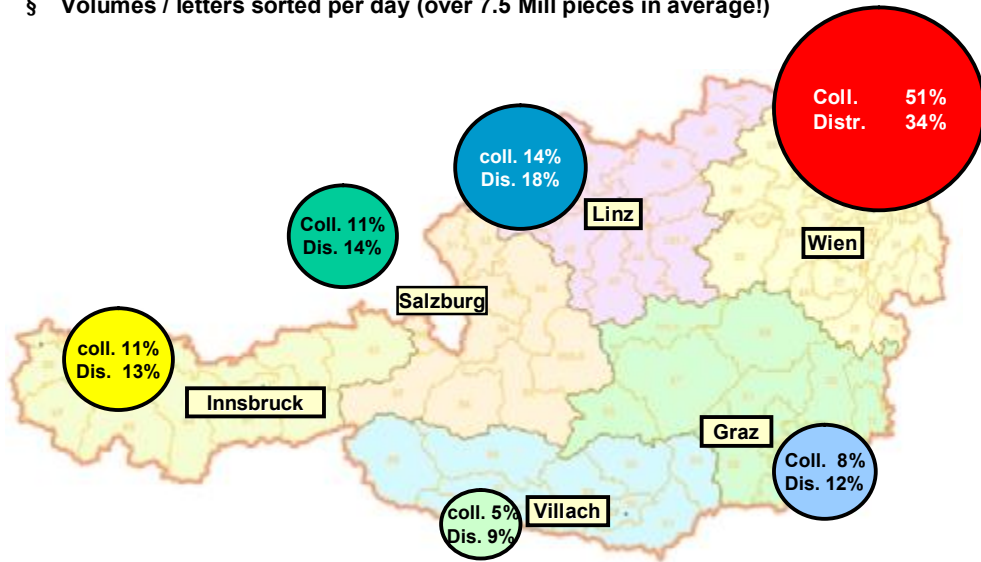 § Volumes / letters sorted per day (over 7.5 Mill pieces in average!)
Coll. 51%
Distr. 34%
coll. 14%
Dis. 18%
Linz
Wien
Coll. 11%
Dis. 14%
Salzburg
coll. 11%
Dis. 13%
Innsbruck
Graz
Coll. 8%
Dis. 12%
coll. 5%
Dis. 9%
Villach